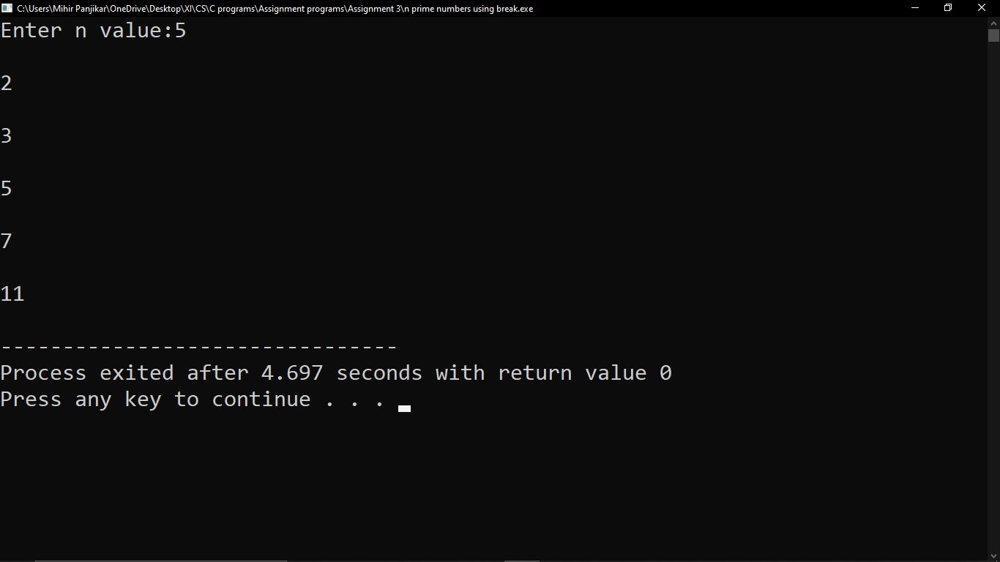 C:\Users\Mihir Panjikar\OneDrive\Desktop\XI\CS\C programs\Assignment programs\Assignment 3\n prime numbers using break.exe
Enter n value:5
2
3
5
7
11
--------------------------------
Process exited after 4.697 seconds with return value 0
Press any key to continue . . .